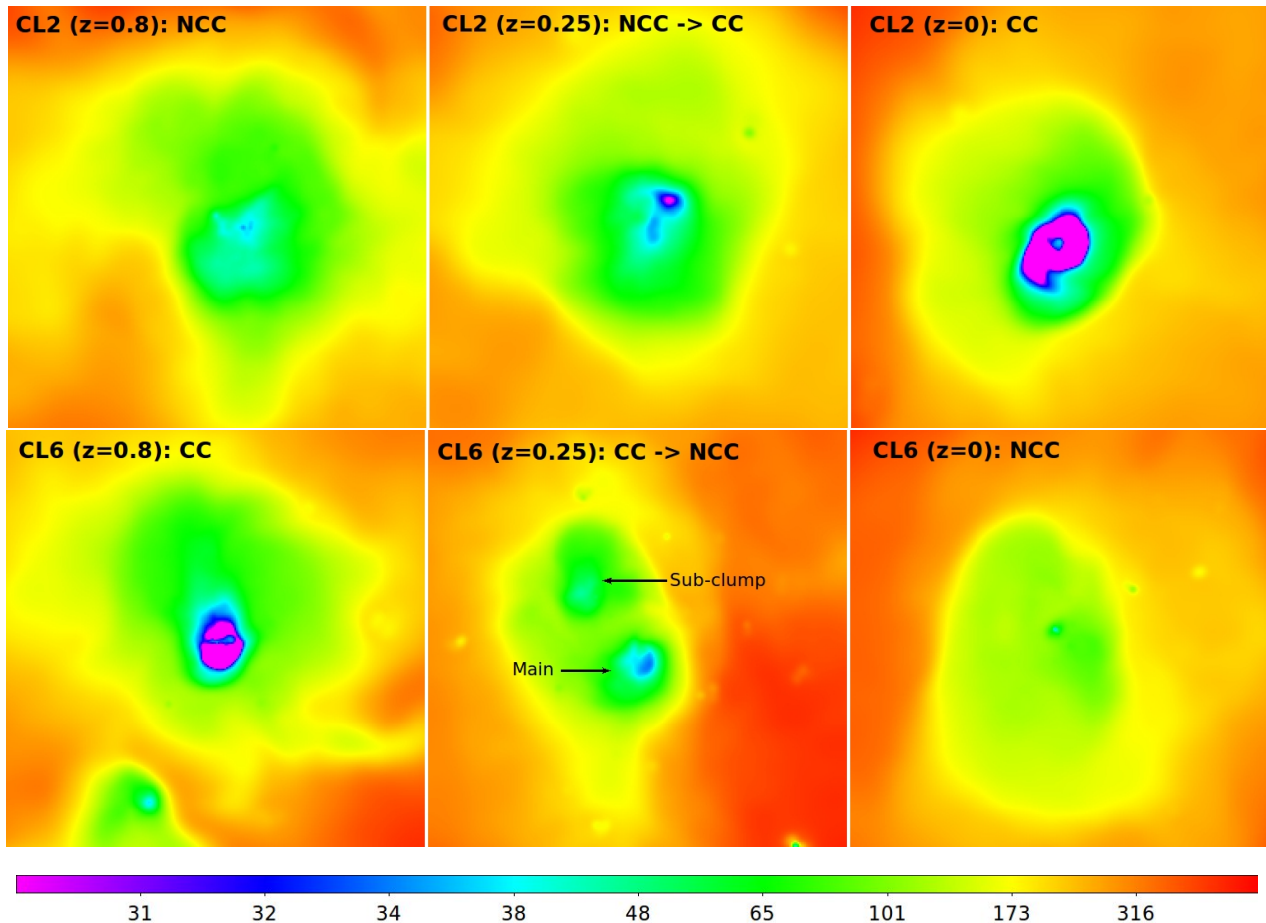 CL2 (z=0.8): NCC
CL2 (z=0.25): NCC -> CC
CL2 (z=0): CC
CL6 (z=0.8): CC
CL6 (z=0.25): CC -> NCC
CL6 (z=0): NCC
Sub-clump
Main
31 32 34 38 48 65 101 173 316